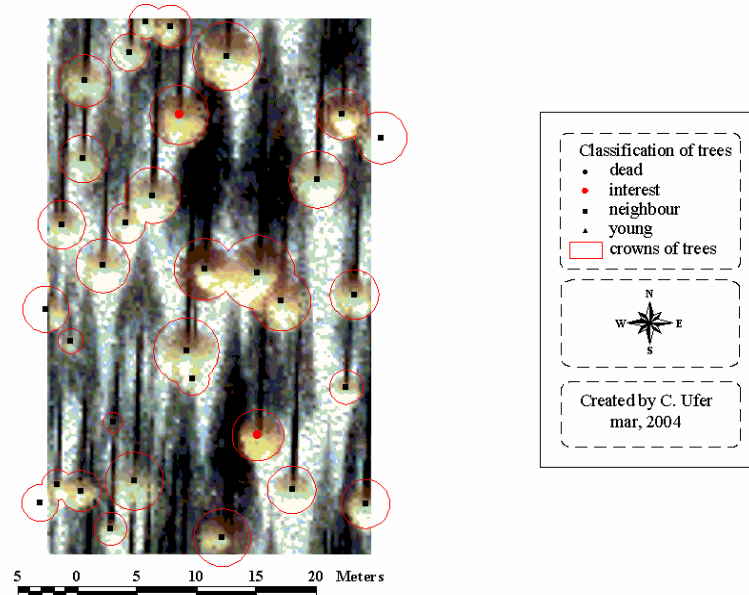 Classification of trees
dead
interest
neighbour
young
crowns of trees
N
W E
S
Created by C. Ufer
mar, 2004
5 0 5 10 15 20 Meters